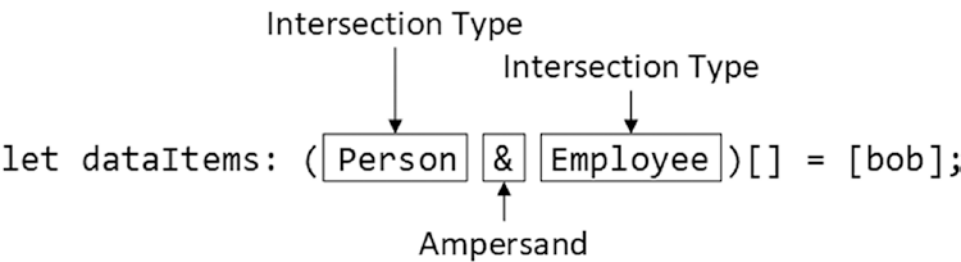 Intersection Type
Intersection Type
let dataItems: (Person & Employee)[] = [bob];
Ampersand